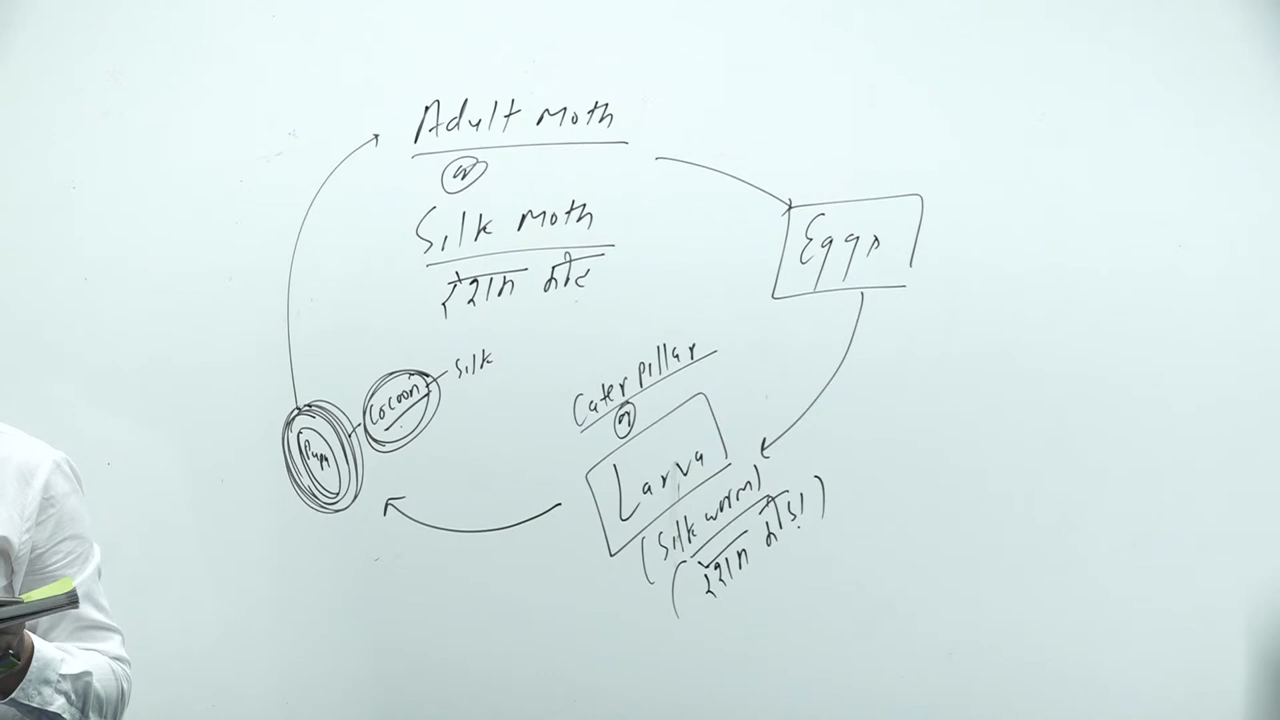 Adult Moth
or
Silk Moth
रेशम कीट
Eggs
Caterpillar
or
Larva
(Silk worm)
(रेशम कीड़ा)
Silk
Cocoon
Pupa